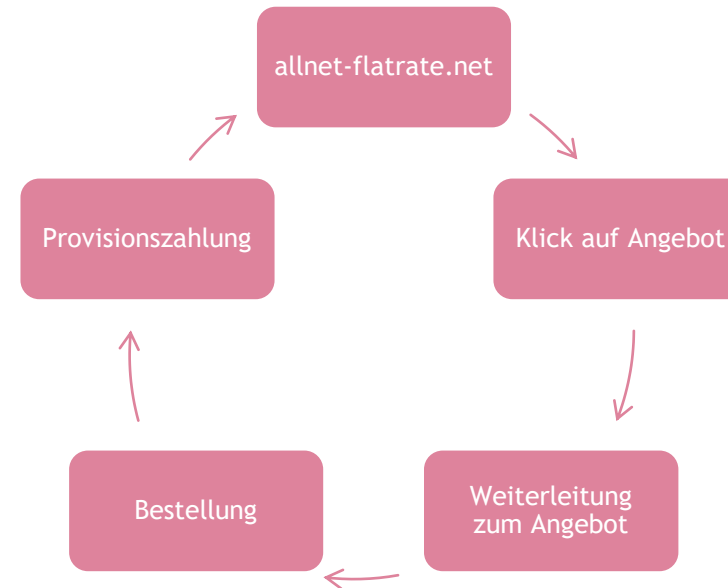 allnet-flatrate.net
Klick auf Angebot
Weiterleitung
zum Angebot
Bestellung
Provisionszahlung